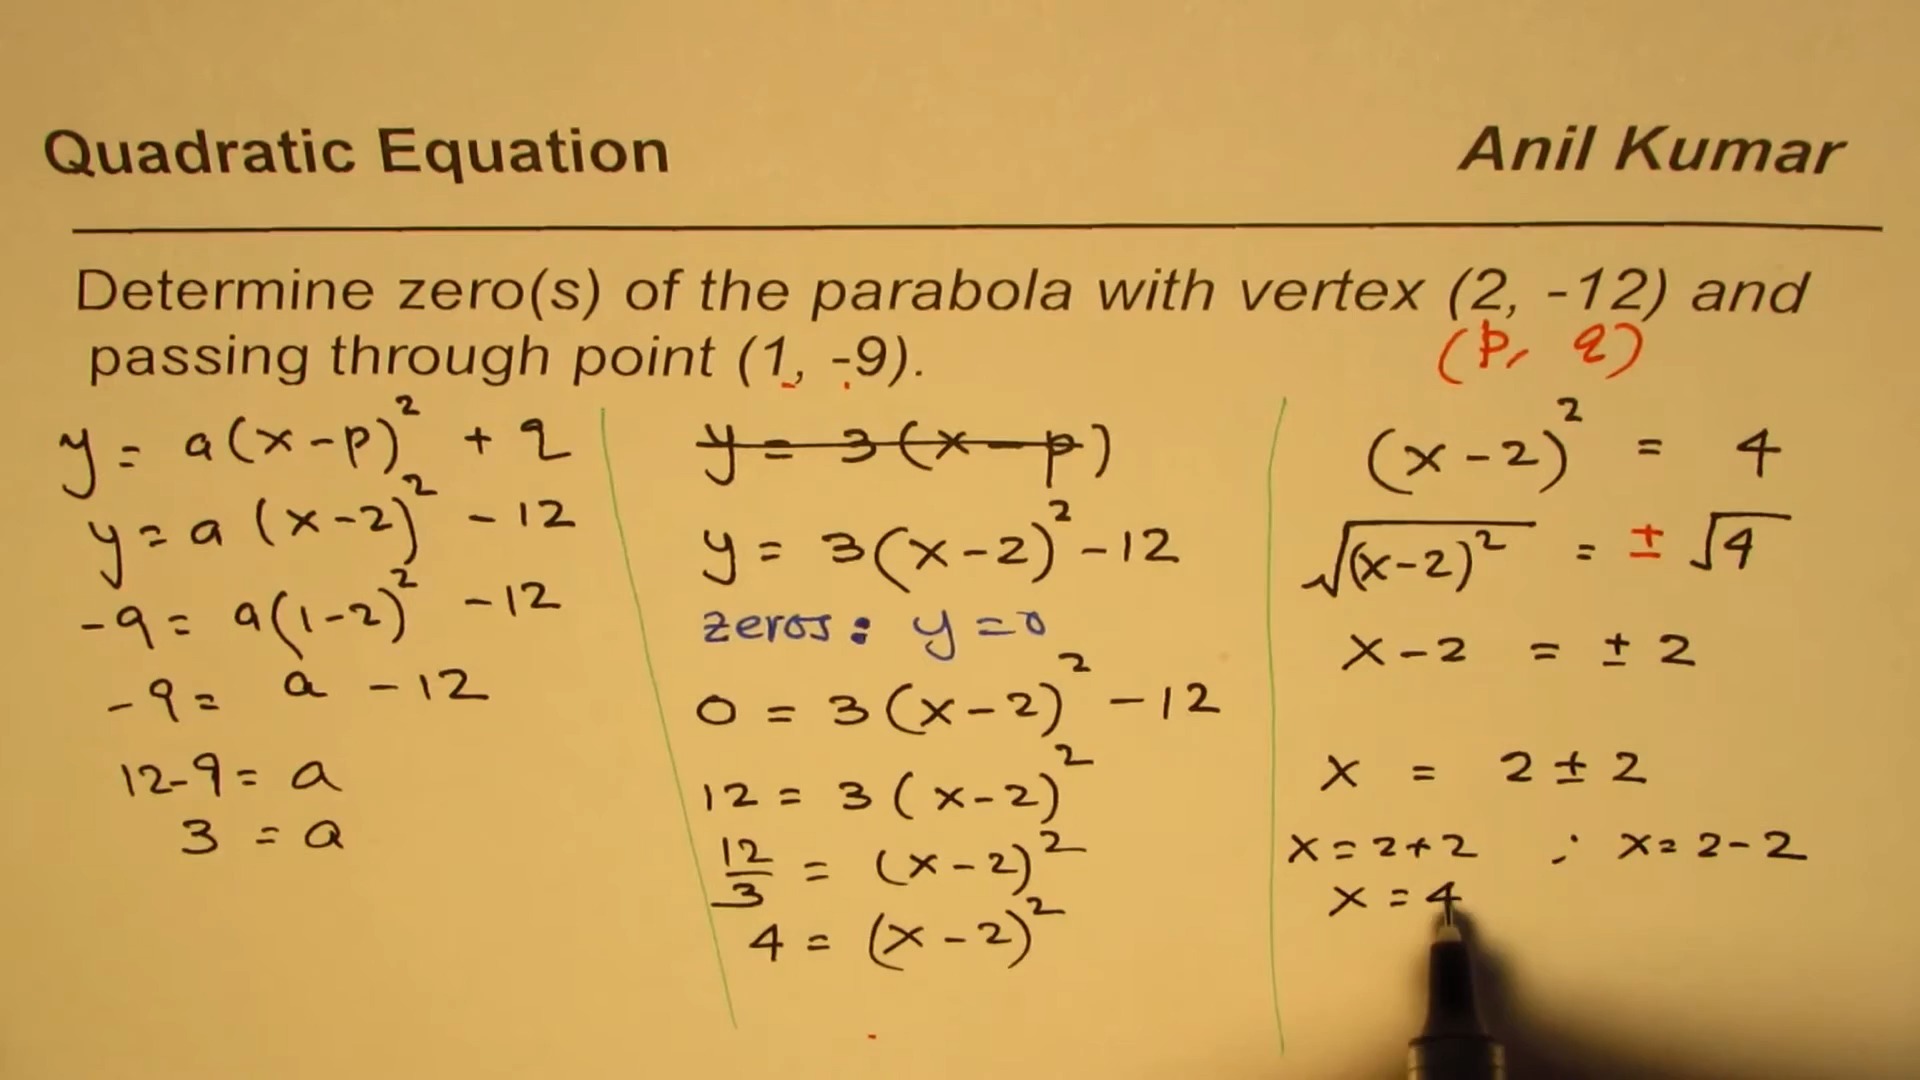 Quadratic Equation
Anil Kumar
Determine zero(s) of the parabola with vertex (2, -12) and
passing through point (1, -9).
(p, q)
y = a(x-p)² + q
y = a (x-2)² - 12
-9 = a(1-2)² - 12
-9 = a - 12
12-9 = a
3 = a
y = 3(x-p)
y = 3(x-2)² - 12
zeros: y = 0
0 = 3(x-2)² - 12
12 = 3(x-2)²
12/3 = (x-2)²
4 = (x-2)²
(x-2)² = 4
√(x-2)² = ± √4
x-2 = ± 2
x = 2 ± 2
x = 2+2 ; x = 2-2
x = 4